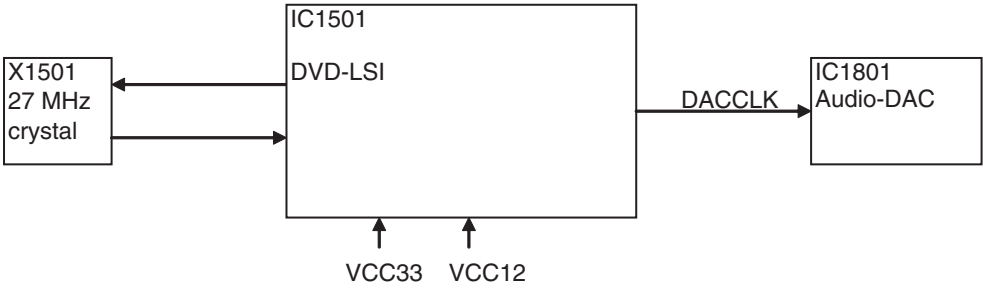 IC1501
DVD-LSI
X1501
27 MHz
crystal
DACCLK
IC1801
Audio-DAC
VCC33
VCC12